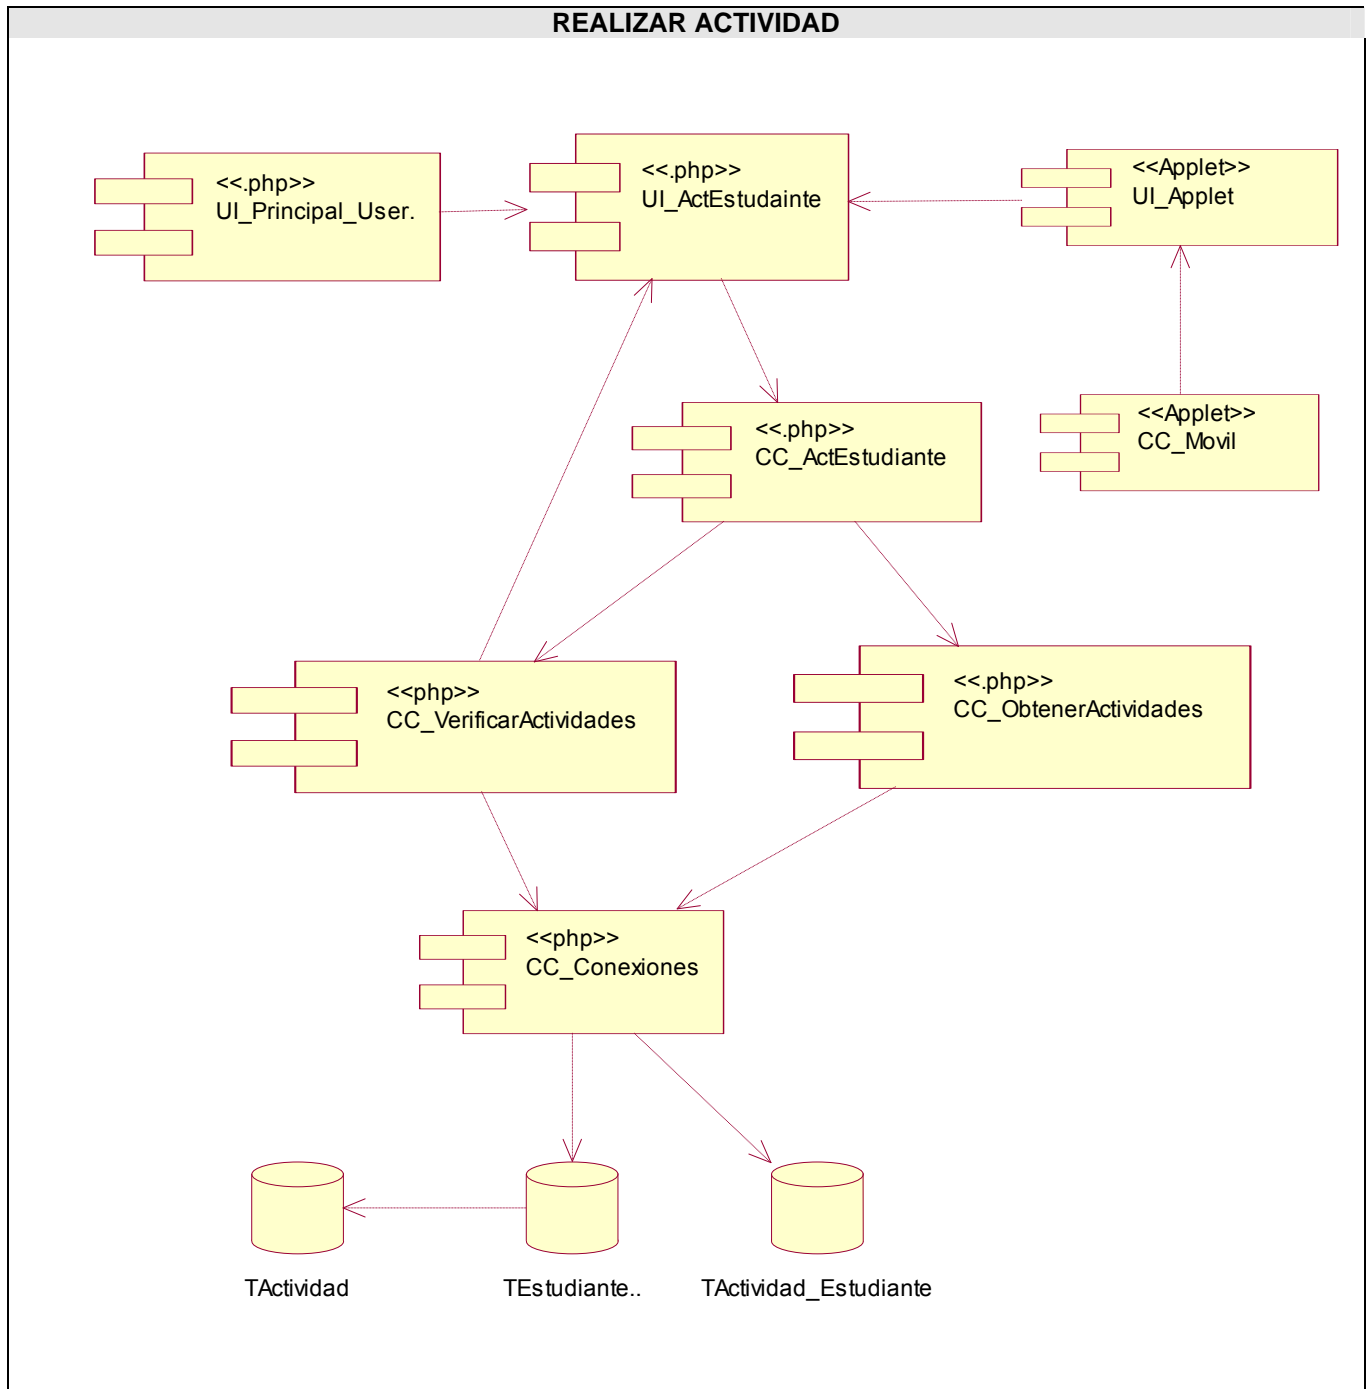 REALIZAR ACTIVIDAD
<<.php>>
UI_Principal_User.
<<.php>>
UI_ActEstudainte
<<Applet>>
UI_Applet
<<.php>>
CC_ActEstudiante
<<Applet>>
CC_Movil
<<php>>
CC_VerificarActividades
<<.php>>
CC_ObtenerActividades
<<php>>
CC_Conexiones
TActividad
TEstudiante..
TActividad_Estudiante